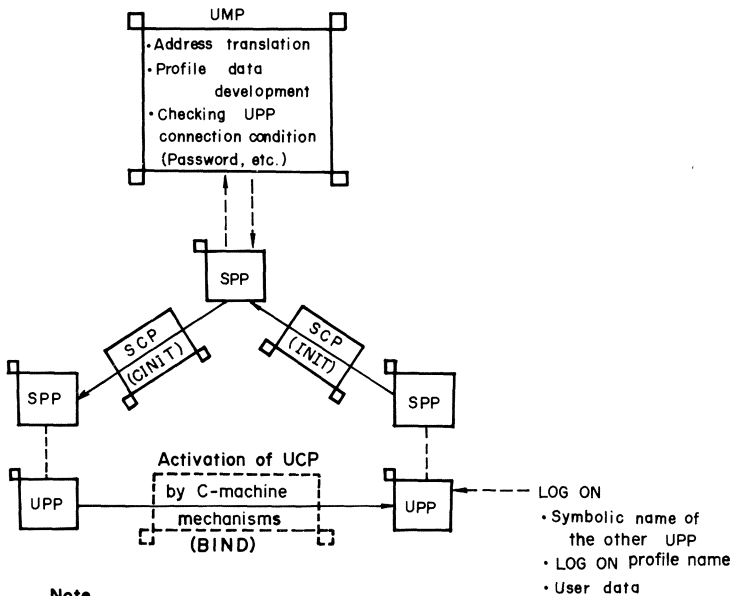 UMP
• Address translation
• Profile data
development
• Checking UPP
connection condition
(Password, etc.)
SPP
SCP
(CINIT)
SCP
(INIT)
SPP
SPP
Activation of UCP
by C-machine
mechanisms
(BIND)
UPP
UPP
LOG ON
• Symbolic name of
the other UPP
• LOG ON profile name
• User data
Note